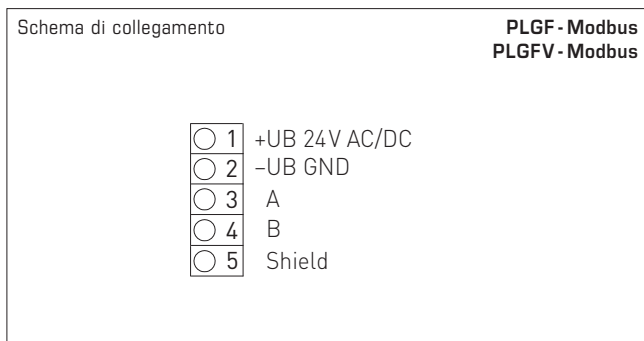 Schema di collegamento
PLGF - Modbus
PLGFV - Modbus
1 +UB 24V AC/DC
2 –UB GND
3 A
4 B
5 Shield